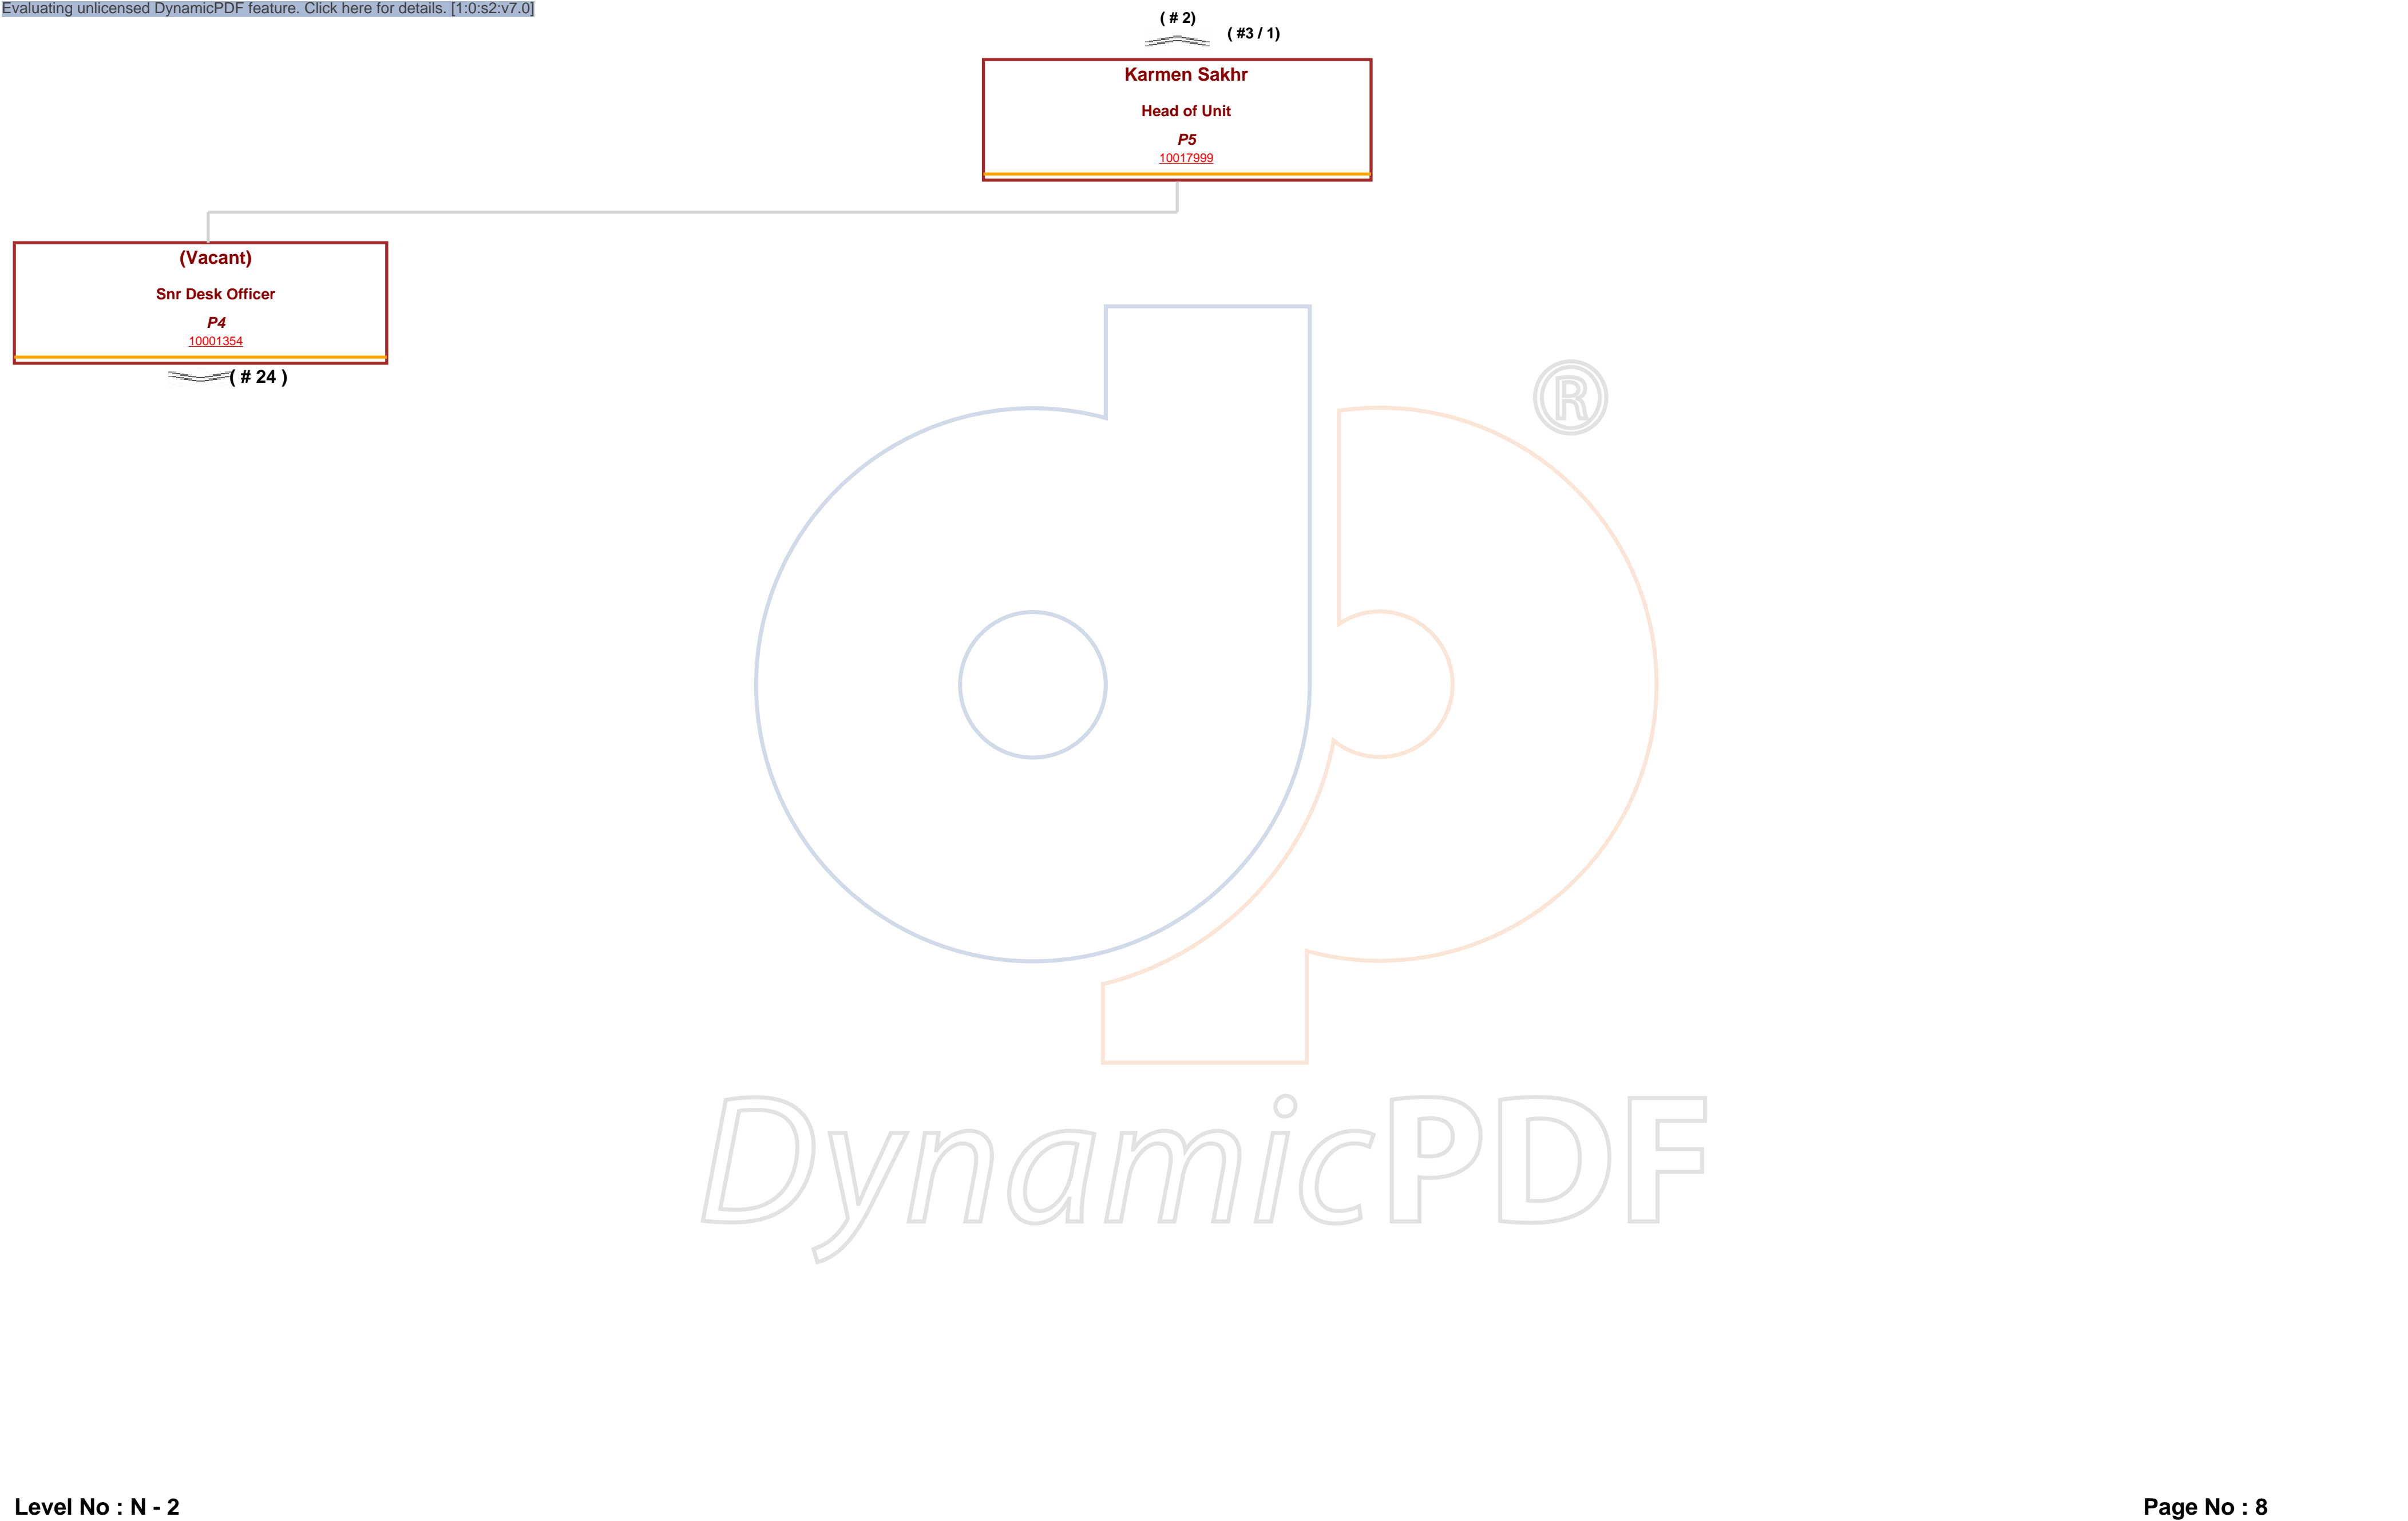 Evaluating unlicensed DynamicPDF feature. Click here for details. [1:0:s2:v7.0]
( # 2)
( #3 / 1)
Karmen Sakhr
Head of Unit
P5
10017999
(Vacant)
Snr Desk Officer
P4
10001354
( # 24 )
®
DynamicPDF
Level No : N - 2
Page No : 8